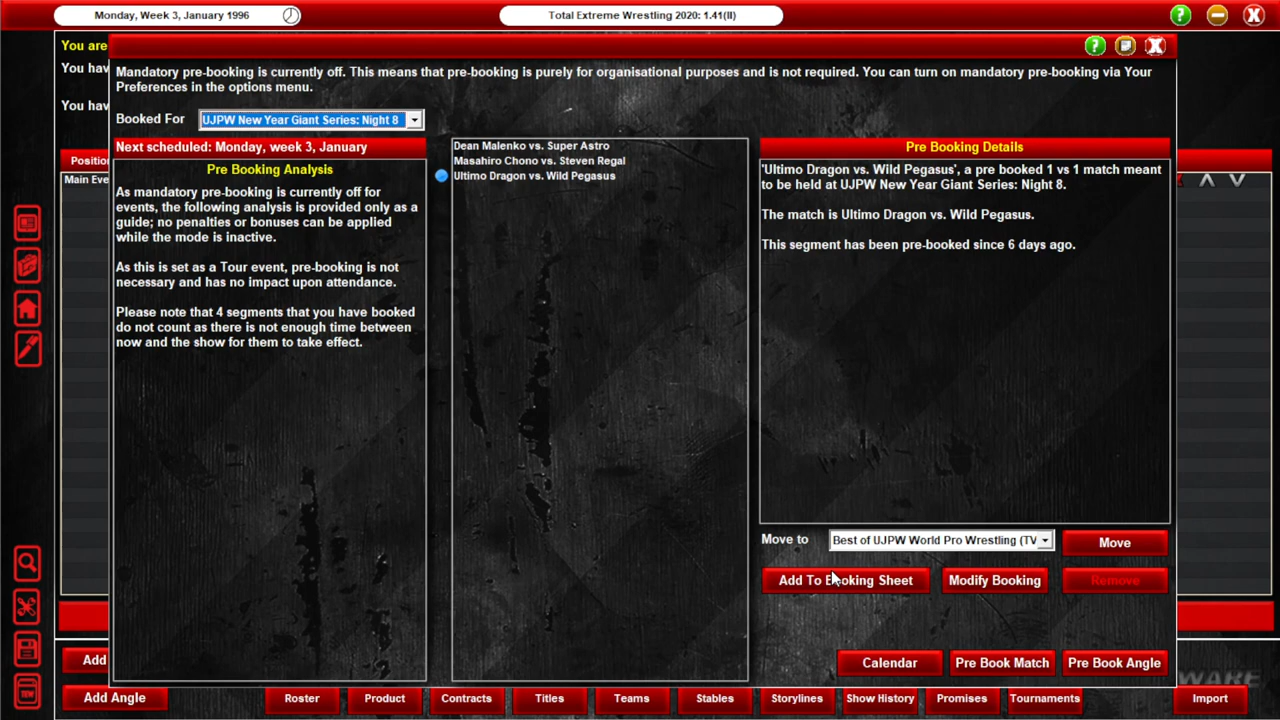 Monday, Week 3, January 1996
Total Extreme Wrestling 2020: 1.41(II)
You are
You hav
You hav
Mandatory pre-booking is currently off. This means that pre-booking is purely for organisational purposes and is not required. You can turn on mandatory pre-booking via Your
Preferences in the options menu.
Booked For
UJPW New Year Giant Series: Night 8
Next scheduled: Monday, week 3, January
Pre Booking Analysis
As mandatory pre-booking is currently off for
events, the following analysis is provided only as a
guide; no penalties or bonuses can be applied
while the mode is inactive.
As this is set as a Tour event, pre-booking is not
necessary and has no impact upon attendance.
Please note that 4 segments that you have booked
do not count as there is not enough time between
now and the show for them to take effect.
Dean Malenko vs. Super Astro
Masahiro Chono vs. Steven Regal
Ultimo Dragon vs. Wild Pegasus
Pre Booking Details
'Ultimo Dragon vs. Wild Pegasus', a pre booked 1 vs 1 match meant
to be held at UJPW New Year Giant Series: Night 8.
The match is Ultimo Dragon vs. Wild Pegasus.
This segment has been pre-booked since 6 days ago.
Position
Main Eve
Move to
Best of UJPW World Pro Wrestling (TV
Move
Add To Booking Sheet
Modify Booking
Remove
Calendar
Pre Book Match
Pre Book Angle
Add
Add Angle
Roster
Product
Contracts
Titles
Teams
Stables
Storylines
Show History
Promises
Tournaments
Import
WARE
TEW